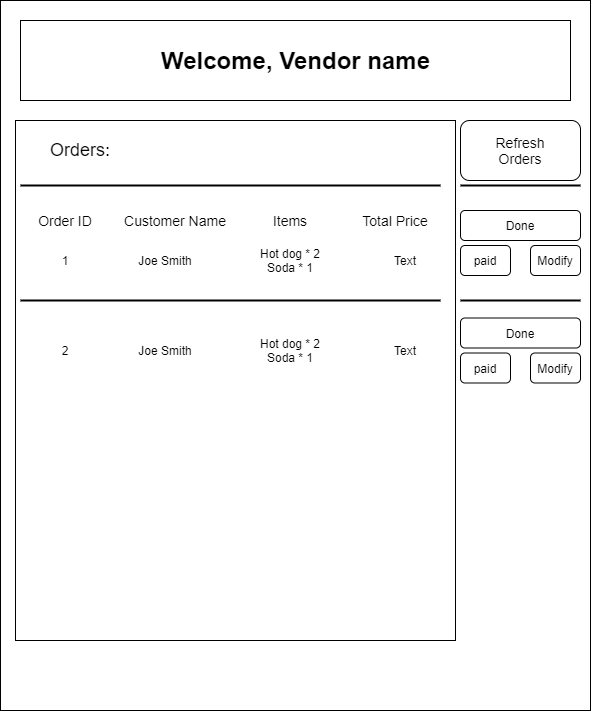 Welcome, Vendor name
Orders:
Refresh
Orders
Order ID Customer Name Items Total Price
Done
1 Joe Smith Hot dog * 2
Soda * 1 Text
paid Modify
Done
2 Joe Smith Hot dog * 2
Soda * 1 Text
paid Modify